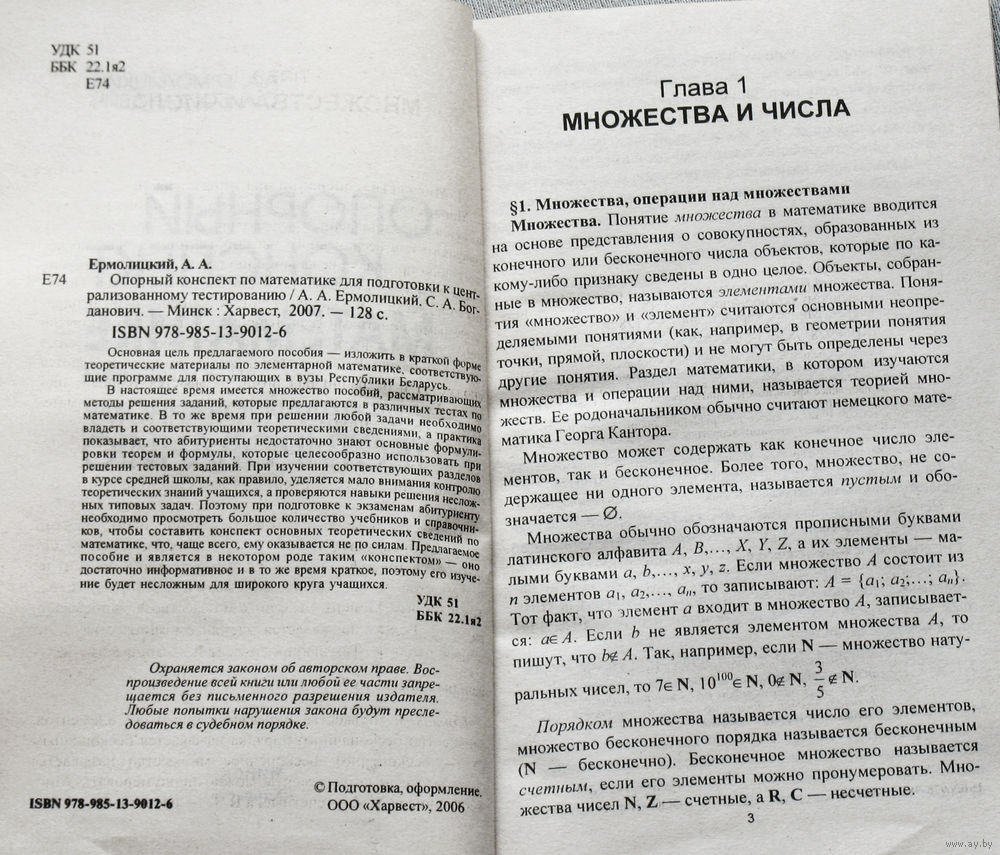 УДК 51
ББК 22.1я2
Е74
Ермолицкий, А. А.
Е74 Опорный конспект по математике для подготовки к цент-
рализованному тестированию / А. А. Ермолицкий, С. А. Бог-
данович. — Минск : Харвест, 2007. — 128 с.
ISBN 978-985-13-9012-6
Основная цель предлагаемого пособия — изложить в краткой форме
теоретические материалы по элементарной математике, соответствую-
щие программе для поступающих в вузы Республики Беларусь.
В настоящее время имеется множество пособий, рассматривающих
методы решения заданий, которые предлагаются в различных тестах по
математике. В то же время при решении любой задачи необходимо
владеть и соответствующими теоретическими сведениями, а практика
показывает, что абитуриенты недостаточно знают основные формули-
ровки теорем и формулы, которые целесообразно использовать при
решении тестовых заданий. При изучении соответствующих разделов
в курсе средней школы, как правило, уделяется мало внимания контролю
теоретических знаний учащихся, а проверяются навыки решения неслож-
ных типовых задач. Поэтому при подготовке к экзаменам абитуриенту
необходимо просмотреть большое количество учебников и справочни-
ков, чтобы составить конспект основных теоретических сведений по
математике, что, чаще всего, ему оказывается не по силам. Предлагаемое
пособие и является в некотором роде таким «конспектом» — оно
достаточно информативное и в то же время краткое, поэтому его изуче-
ние будет несложным для широкого круга учащихся.
УДК 51
ББК 22.1я2
Охраняется законом об авторском праве. Вос-
произведение всей книги или любой ее части запре-
щается без письменного разрешения издателя.
Любые попытки нарушения закона будут пресле-
доваться в судебном порядке.
© Подготовка, оформление.
ISBN 978-985-13-9012-6 ООО «Харвест», 2006
Глава 1
МНОЖЕСТВА И ЧИСЛА
§1. Множества, операции над множествами
Множества. Понятие множества в математике вводится
на основе представления о совокупностях, образованных из
конечного или бесконечного числа объектов, которые по ка-
кому-либо признаку сведены в одно целое. Объекты, собран-
ные в множество, называются элементами множества. Поня-
тия «множество» и «элемент» считаются основными неопре-
деляемыми понятиями (как, например, в геометрии понятия
точки, прямой, плоскости) и не могут быть определены через
другие понятия. Раздел математики, в котором изучаются
множества и операции над ними, называется теорией мно-
жеств. Ее родоначальником обычно считают немецкого мате-
матика Георга Кантора.
Множество может содержать как конечное число эле-
ментов, так и бесконечное. Более того, множество, не со-
держащее ни одного элемента, называется пустым и обо-
значается — ∅.
Множества обычно обозначаются прописными буквами
латинского алфавита A, B,…, X, Y, Z, а их элементы — ма-
лыми буквами a, b,…, x, y, z. Если множество A состоит из
n элементов a₁, a₂,…, aₙ, то записывают: A = {a₁; a₂;…; aₙ}.
Тот факт, что элемент a входит в множество A, записывает-
ся: a∈ A. Если b не является элементом множества A, то
пишут, что b∉ A. Так, например, если N — множество нату-
ральных чисел, то 7∈ N, 10¹⁰⁰∈ N, 0∉ N, 3/5 ∉ N.
Порядком множества называется число его элементов,
множество бесконечного порядка называется бесконечным
(N — бесконечно). Бесконечное множество называется
счетным, если его элементы можно пронумеровать. Мно-
жества чисел N, Z — счетные, а R, C — несчетные.
3
www.ay.by